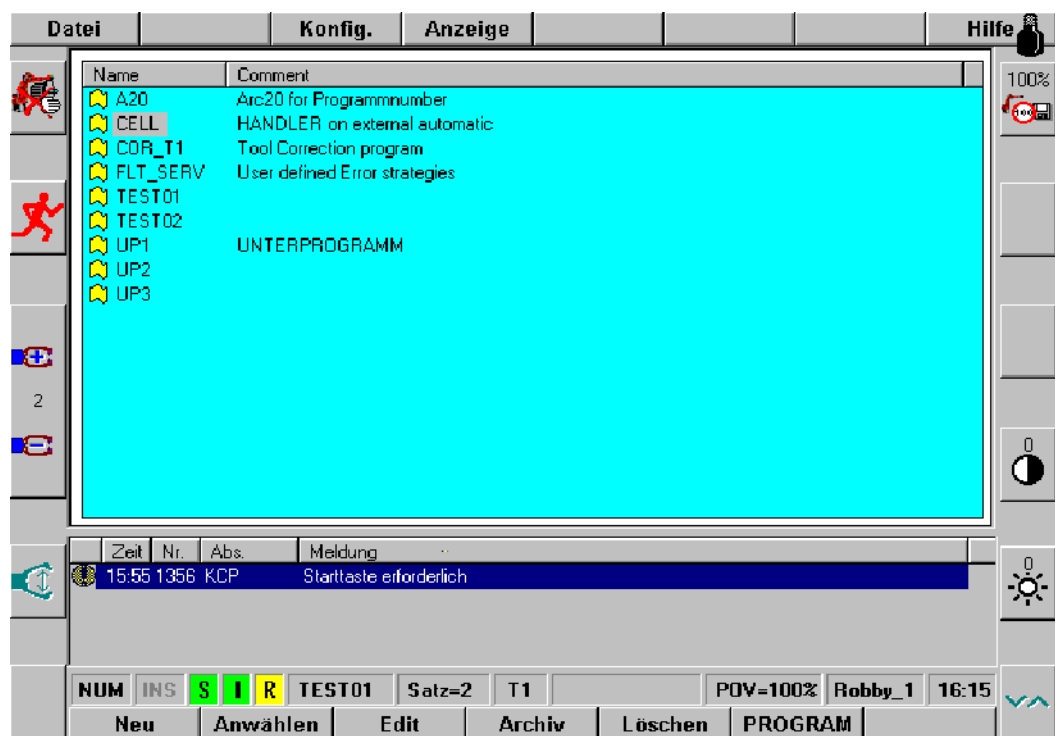 Datei Konfig. Anzeige Hilfe
Name Comment
A20 Arc20 for Programmnumber
CELL HANDLER on external automatic
COR_T1 Tool Correction program
FLT_SERV User defined Error strategies
TEST01
TEST02
UP1 UNTERPROGRAMM
UP2
UP3
100%
100
2
0
0
Zeit Nr. Abs. Meldung
15:55 1356 KCP Starttaste erforderlich
NUM INS S I R TEST01 Satz=2 T1 POV=100% Robby_1 16:15
Neu Anwählen Edit Archiv Löschen PROGRAM